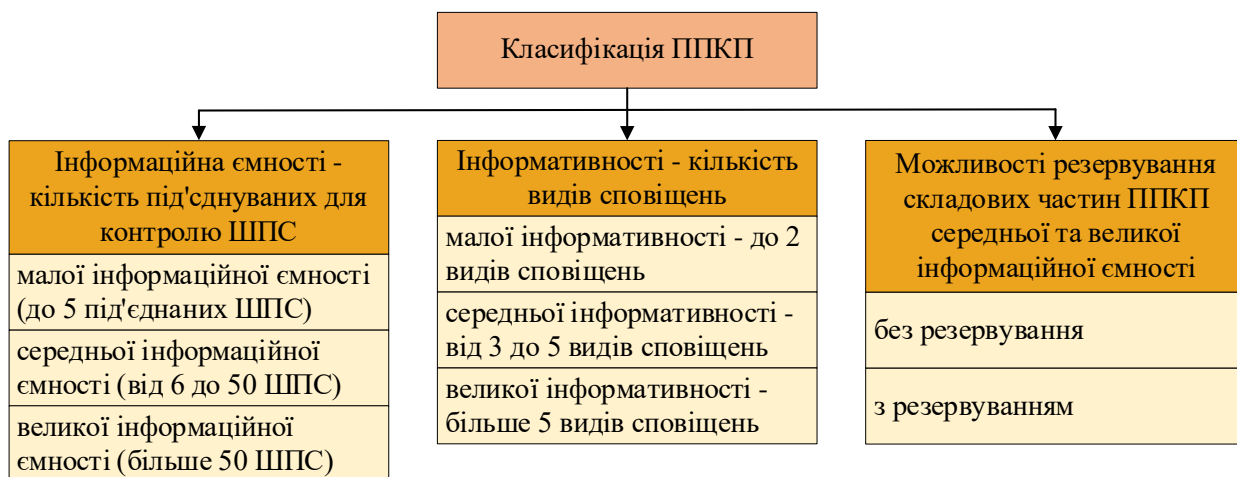 Класифікація ППКП
Інформаційна ємності -
кількість під'єднуваних для
контролю ШПС
малої інформаційної ємності
(до 5 під'єднаних ШПС)
середньої інформаційної
ємності (від 6 до 50 ШПС)
великої інформаційної
ємності (більше 50 ШПС)
Інформативності - кількість
видів сповіщень
малої інформативності - до 2
видів сповіщень
середньої інформативності -
від 3 до 5 видів сповіщень
великої інформативності -
більше 5 видів сповіщень
Можливості резервування
складових частин ППКП
середньої та великої
інформаційної ємності
без резервування
з резервуванням